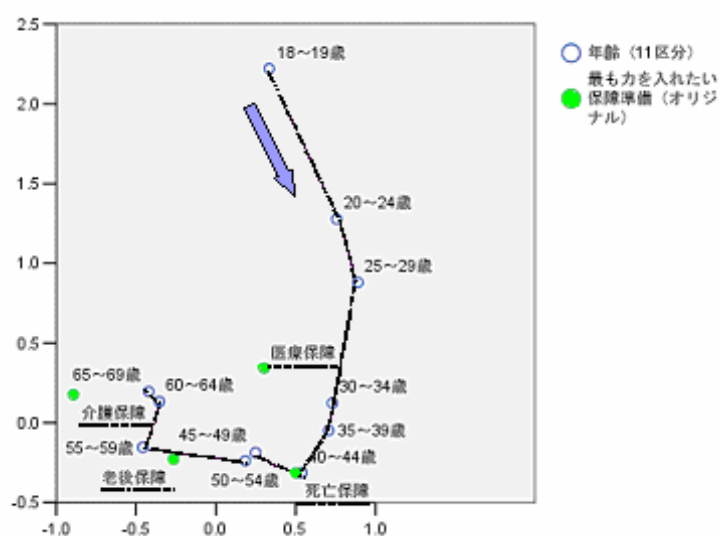 2.5
2.0
1.5
1.0
0.5
0.0
-0.5
-1.0
-0.5
0.0
0.5
1.0
18～19歳
20～24歳
25～29歳
医療保障
30～34歳
35～39歳
40～44歳
死亡保障
65～69歳
60～64歳
介護保障
45～49歳
55～59歳
50～54歳
老後保障
年齢（11区分）
最も力を入れたい
保障準備（オリジ
ナル）